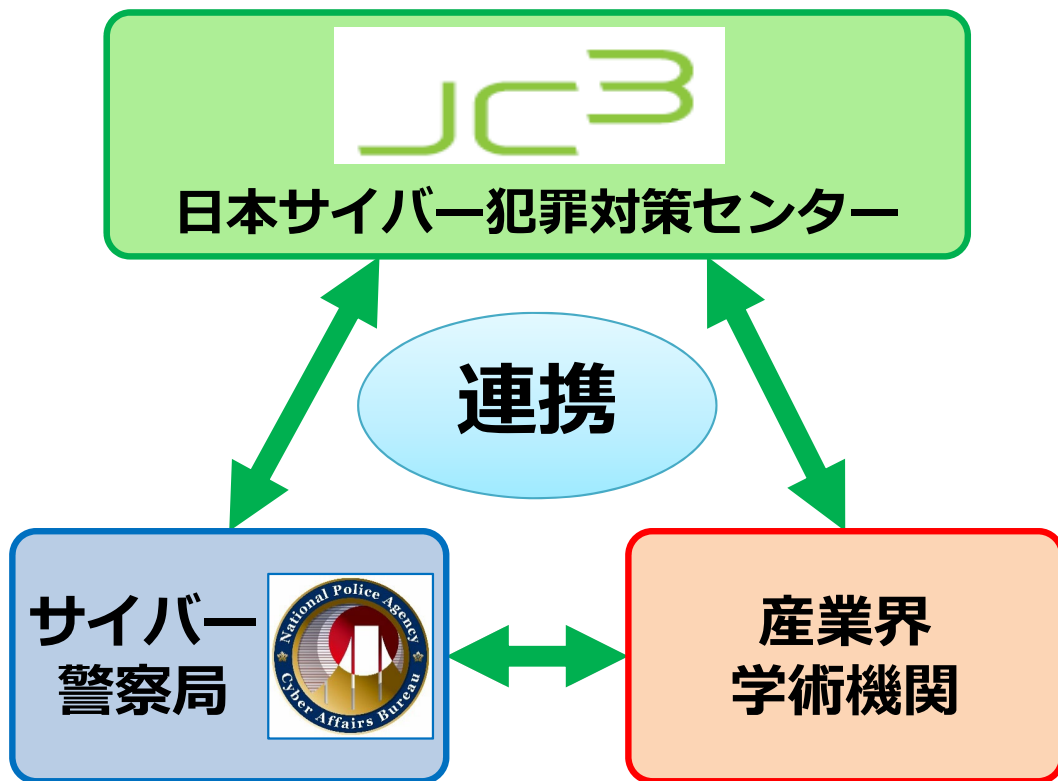 JC3
日本サイバー犯罪対策センター
連携
サイバー
警察局
National Police Agency
Cyber Affairs Bureau
産業界
学術機関